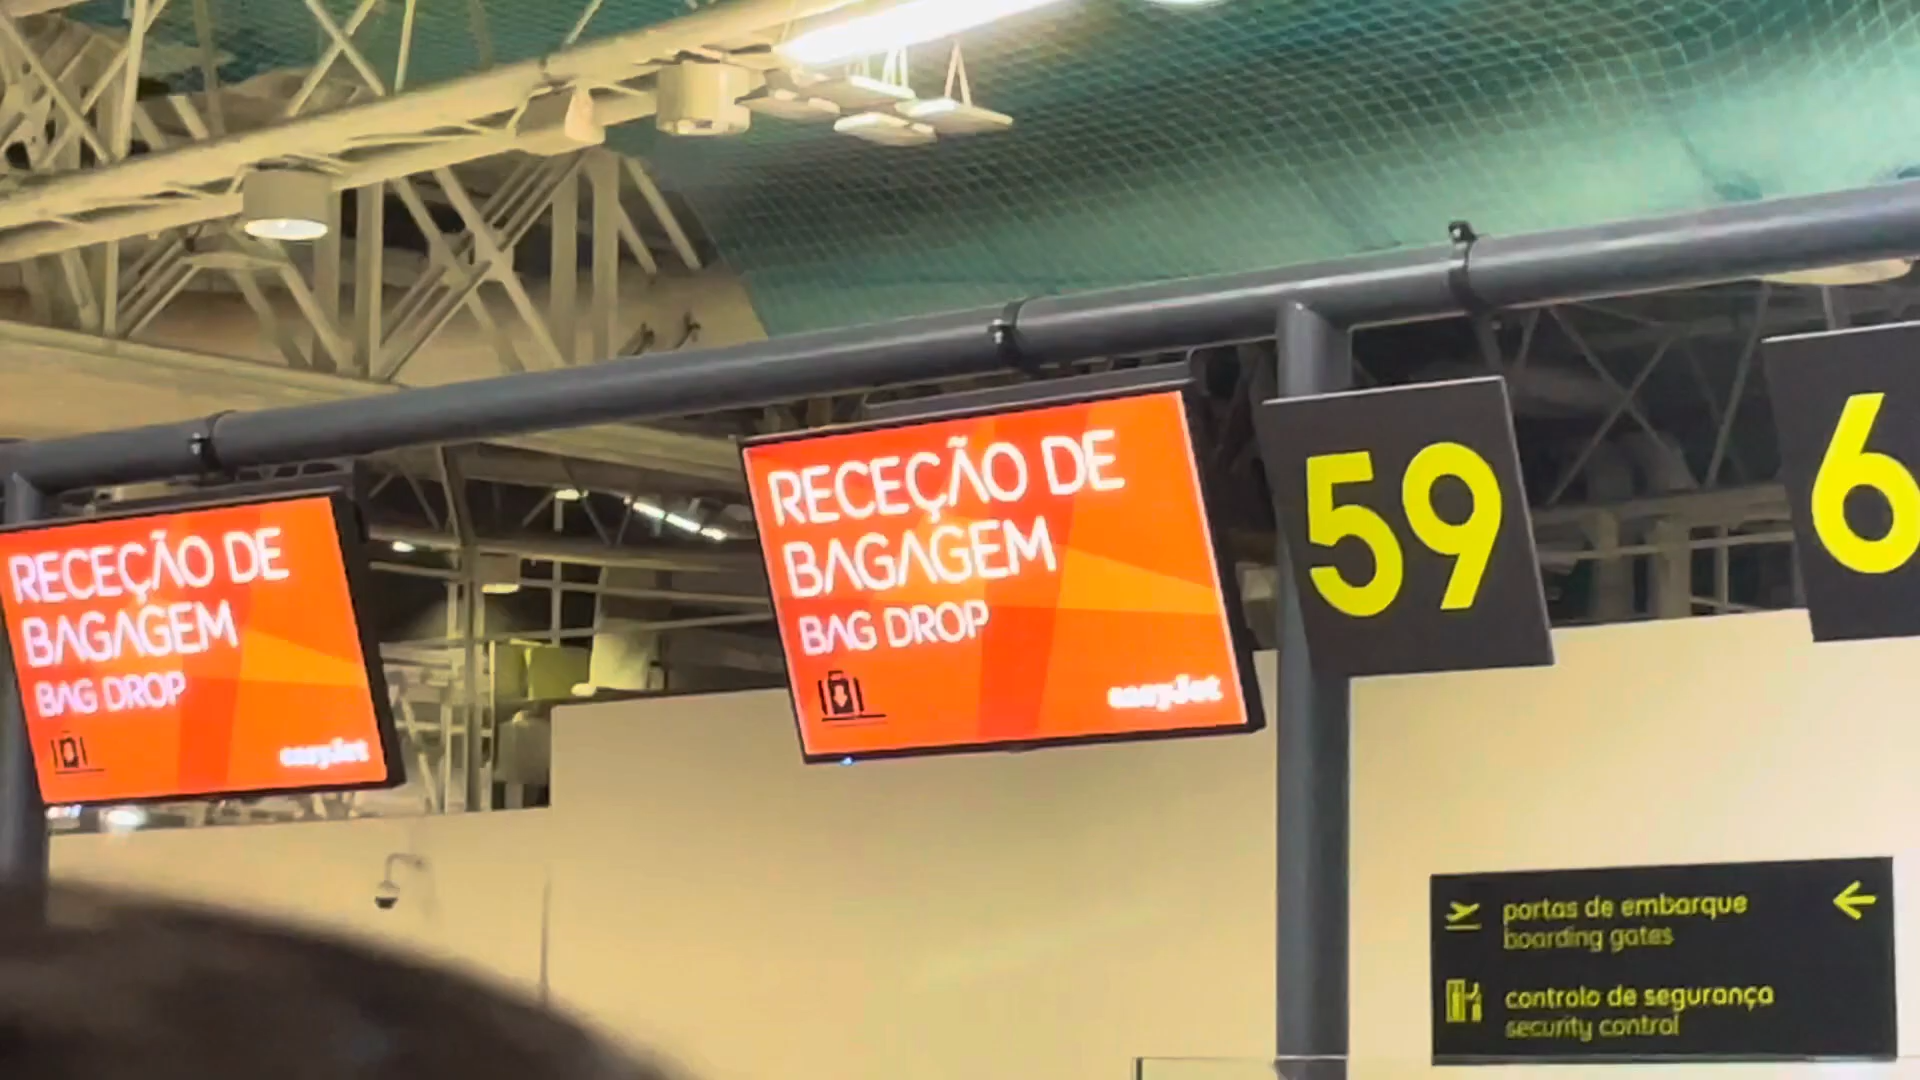 RECEÇÃO DE
BAGAGEM
BAG DROP
easyJet
RECEÇÃO DE
BAGAGEM
BAG DROP
easyJet
59
6
portas de embarque
boarding gates
controlo de segurança
security control